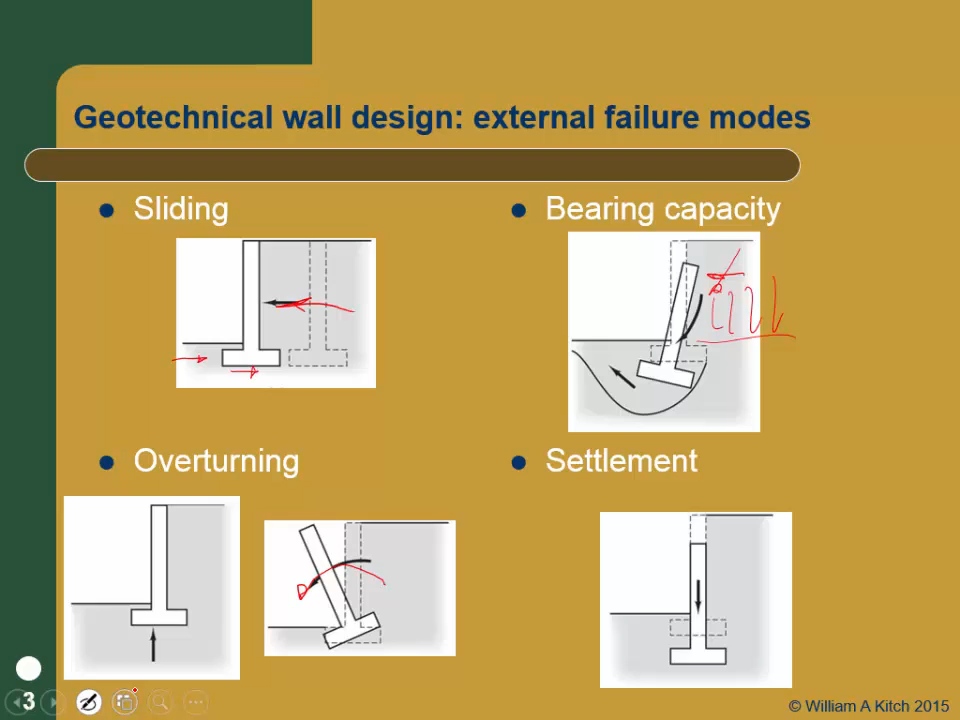 Geotechnical wall design: external failure modes
Sliding
Bearing capacity
Overturning
Settlement
3
© William A Kitch 2015